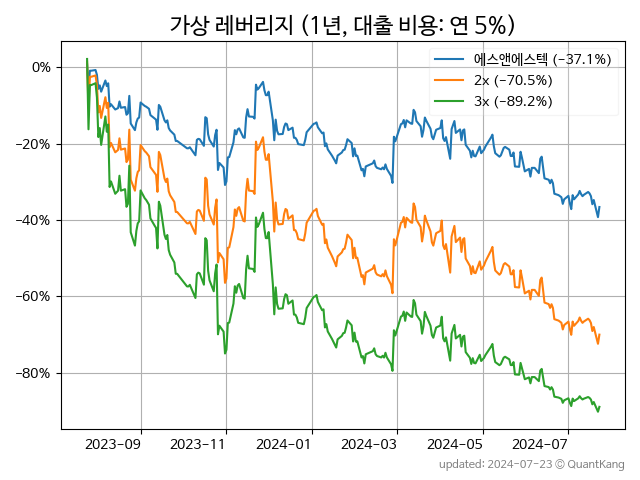 가상 레버리지 (1년, 대출 비용: 연 5%)
에스앤에스텍 (−37.1%)
2x (−70.5%)
3x (−89.2%)
0%
−20%
−40%
−60%
−80%
2023-09 2023-11 2024-01 2024-03 2024-05 2024-07
updated: 2024-07-23 © QuantKang